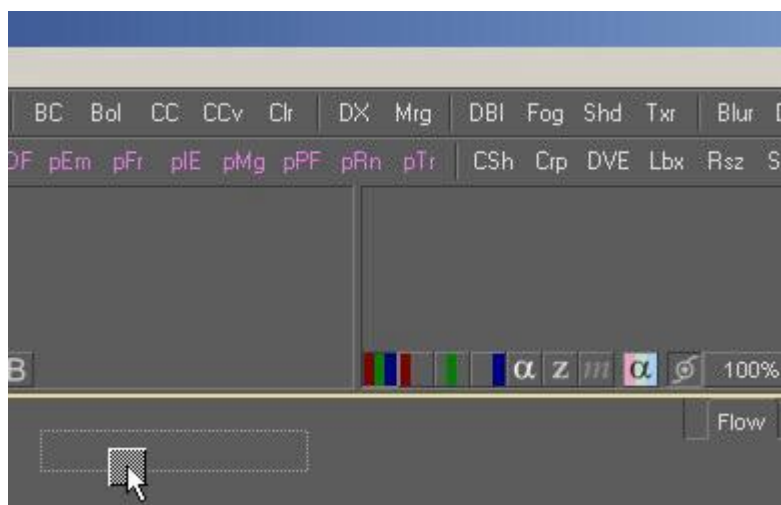 BC Bol CC CCv Clr DX Mrg DBl Fog Shd Txr Blur
pEm pFr pIE pMg pPF pRn pTr CSh Crp DVE Lbx Rsz
B α z m α 100%
Flow